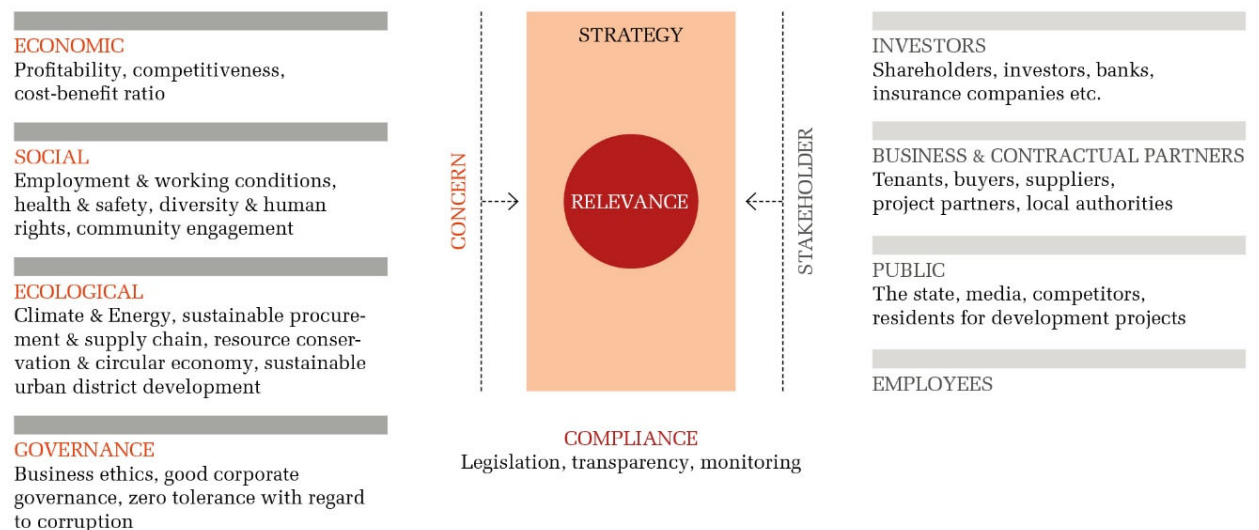 ECONOMIC
Profitability, competitiveness,
cost-benefit ratio
SOCIAL
Employment & working conditions,
health & safety, diversity & human
rights, community engagement
ECOLOGICAL
Climate & Energy, sustainable procure-
ment & supply chain, resource conser-
vation & circular economy, sustainable
urban district development
GOVERNANCE
Business ethics, good corporate
governance, zero tolerance with regard
to corruption
CONCERN
STRATEGY
RELEVANCE
STAKEHOLDER
COMPLIANCE
Legislation, transparency, monitoring
INVESTORS
Shareholders, investors, banks,
insurance companies etc.
BUSINESS & CONTRACTUAL PARTNERS
Tenants, buyers, suppliers,
project partners, local authorities
PUBLIC
The state, media, competitors,
residents for development projects
EMPLOYEES